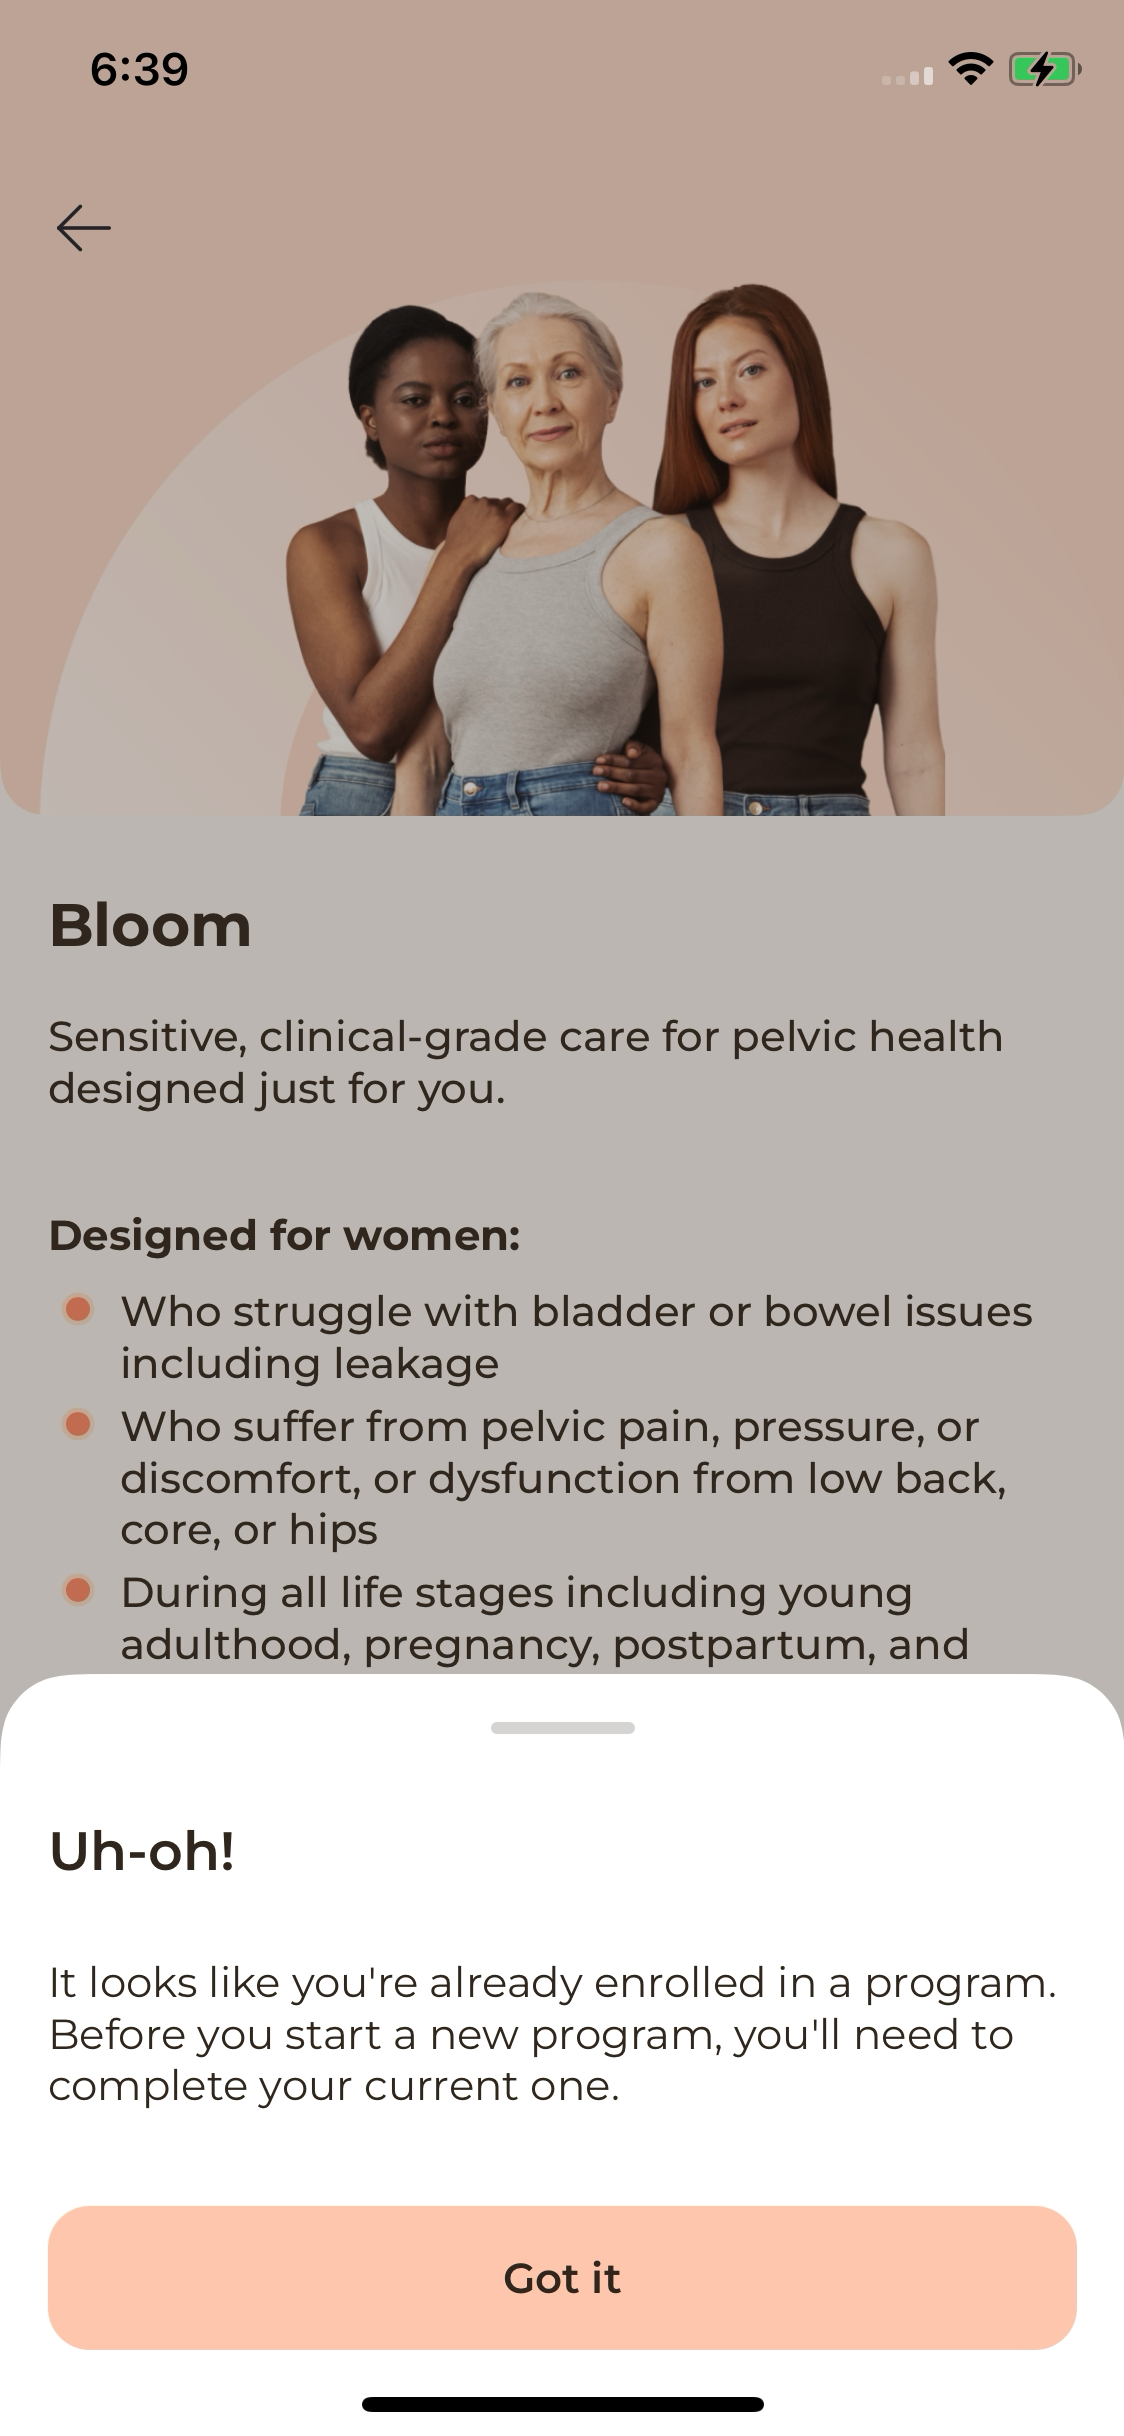 6:39
Bloom
Sensitive, clinical-grade care for pelvic health
designed just for you.
Designed for women:
Who struggle with bladder or bowel issues
including leakage
Who suffer from pelvic pain, pressure, or
discomfort, or dysfunction from low back,
core, or hips
During all life stages including young
adulthood, pregnancy, postpartum, and
Uh-oh!
It looks like you're already enrolled in a program.
Before you start a new program, you'll need to
complete your current one.
Got it